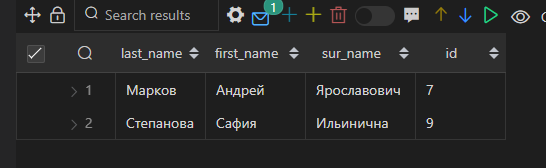 Search results
1
last_name first_name sur_name id
1 Марков Андрей Ярославович 7
2 Степанова Сафия Ильинична 9